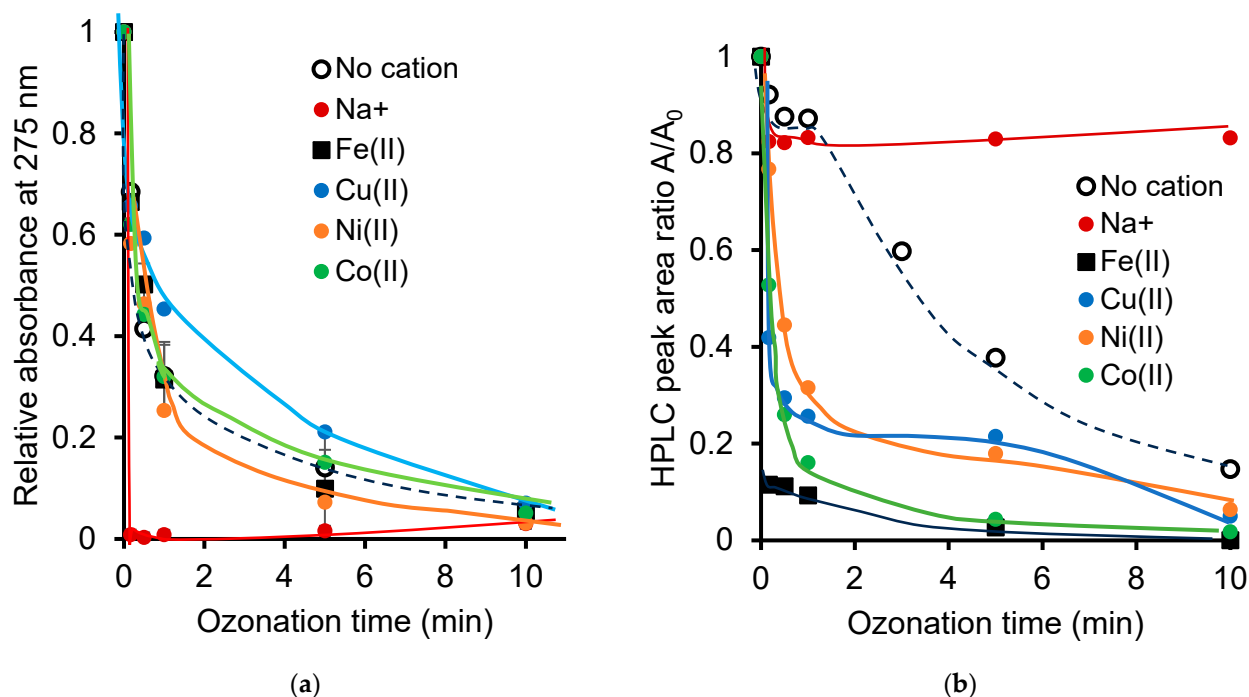 Relative absorbance at 275 nm
1
0.8
0.6
0.4
0.2
0
0
2
4
6
8
10
Ozonation time (min)
No cation
Na+
Fe(II)
Cu(II)
Ni(II)
Co(II)
(a)
HPLC peak area ratio A/A0
1
0.8
0.6
0.4
0.2
0
0
2
4
6
8
10
Ozonation time (min)
No cation
Na+
Fe(II)
Cu(II)
Ni(II)
Co(II)
(b)